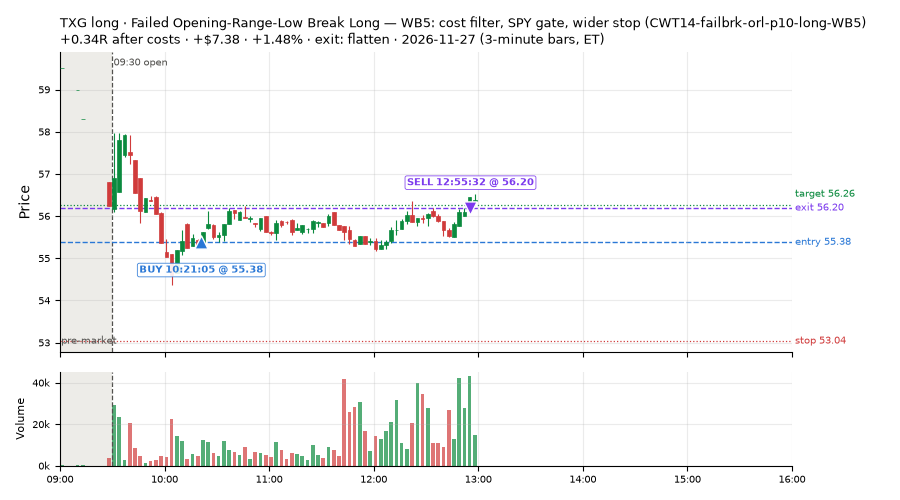 TXG long · Failed Opening-Range-Low Break Long — WB5: cost filter, SPY gate, wider stop (CWT14-failbrk-orl-p10-long-WB5)
+0.34R after costs · +$7.38 · +1.48% · exit: flatten · 2026-11-27 (3-minute bars, ET)
09:30 open
59
58
57
56
55
54
53
Price
SELL 12:55:32 @ 56.20
BUY 10:21:05 @ 55.38
target 56.26
exit 56.20
entry 55.38
stop 53.04
pre-market
40k
20k
0k
Volume
09:00
10:00
11:00
12:00
13:00
14:00
15:00
16:00